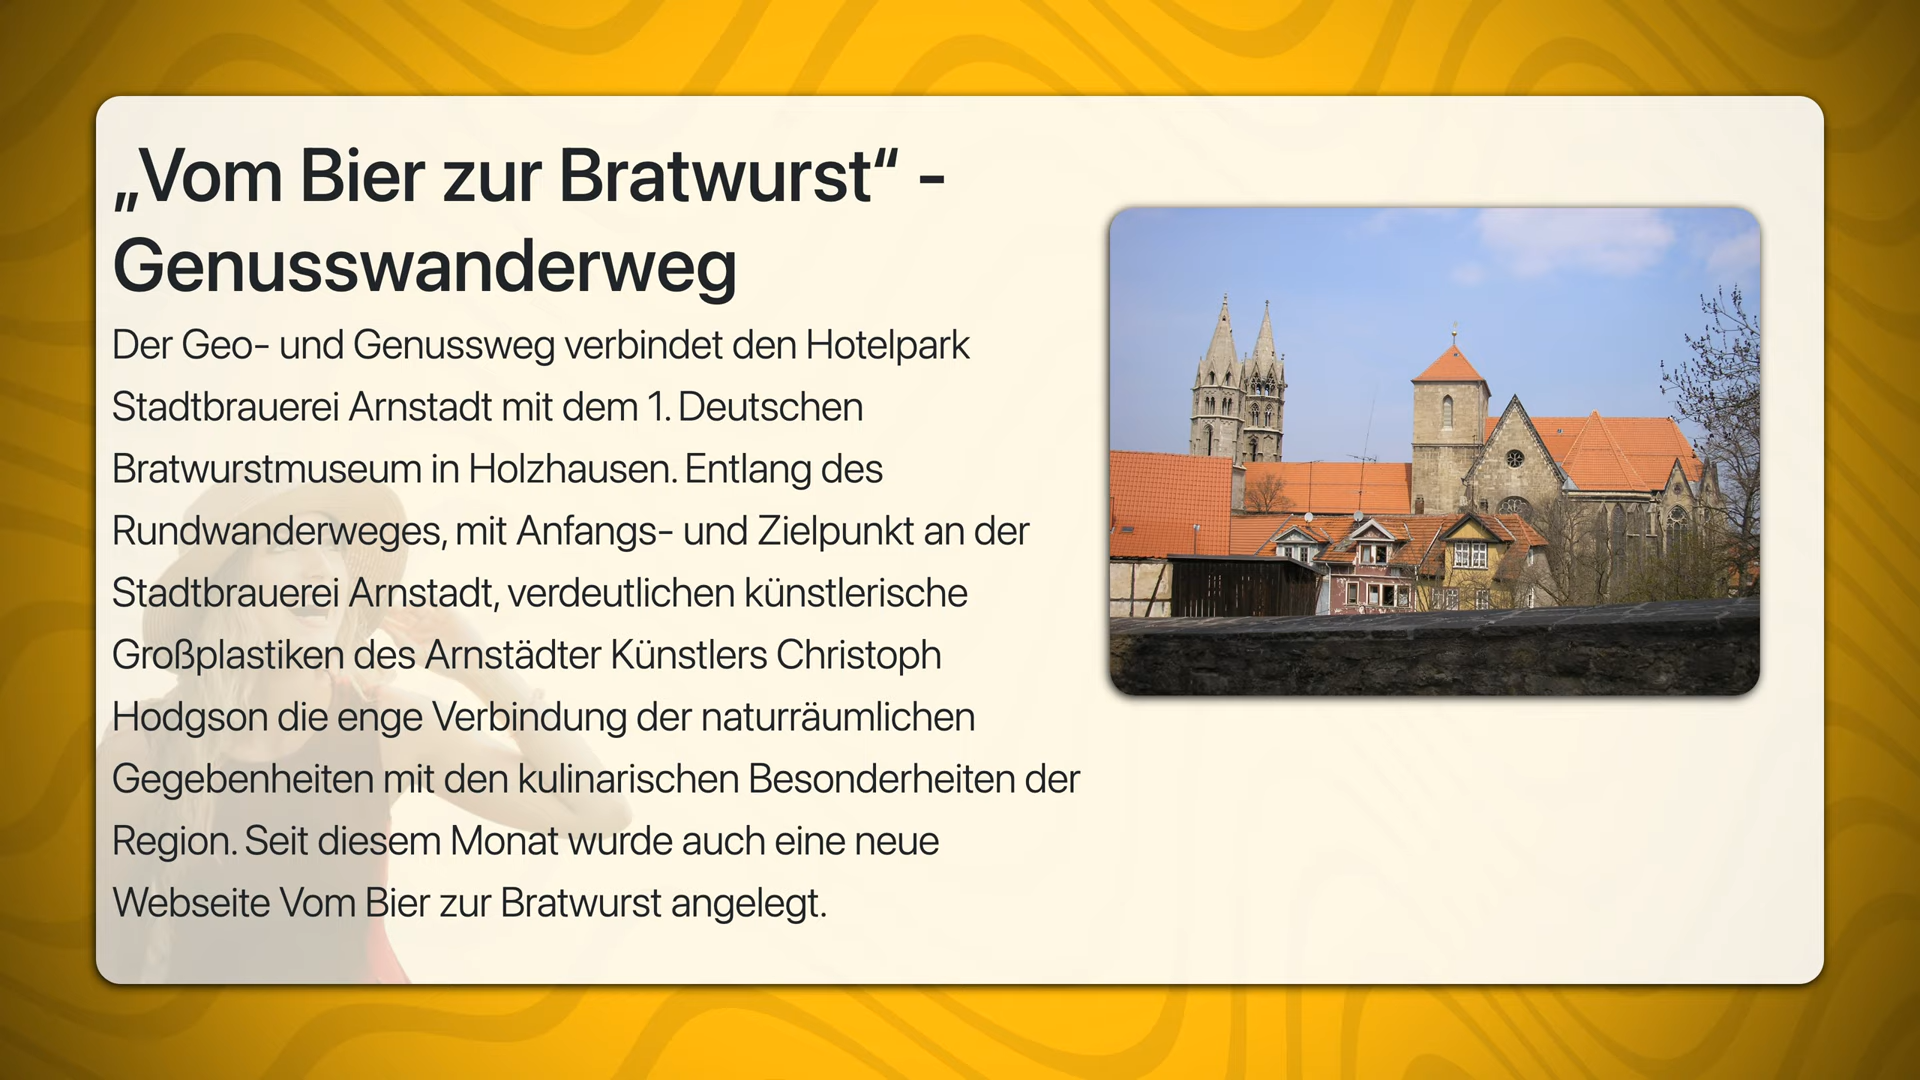 „Vom Bier zur Bratwurst“ -
Genusswanderweg
Der Geo- und Genussweg verbindet den Hotelpark
Stadtbrauerei Arnstadt mit dem 1. Deutschen
Bratwurstmuseum in Holzhausen. Entlang des
Rundwanderweges, mit Anfangs- und Zielpunkt an der
Stadtbrauerei Arnstadt, verdeutlichen künstlerische
Großplastiken des Arnstädter Künstlers Christoph
Hodgson die enge Verbindung der naturräumlichen
Gegebenheiten mit den kulinarischen Besonderheiten der
Region. Seit diesem Monat wurde auch eine neue
Webseite Vom Bier zur Bratwurst angelegt.